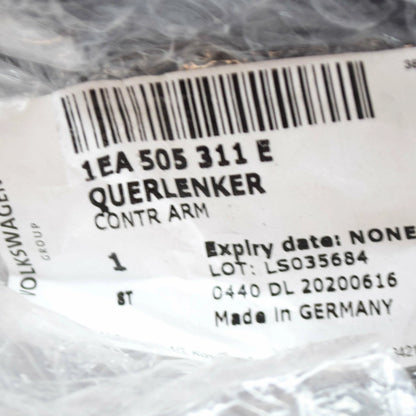 1EA 505 311 E
QUERLENKER
CONTR ARM
1
ST
Expiry date: NONE
LOT: LS035684
0440 DL 20200616
Made in GERMANY
VOLKSWAGEN
GROUP